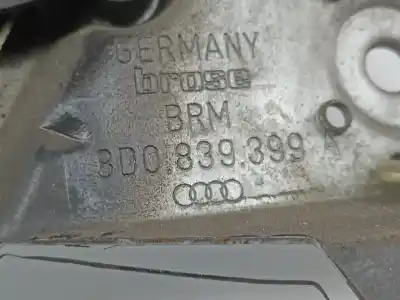 GERMANY
brose
BRM
8D0.839.399 A